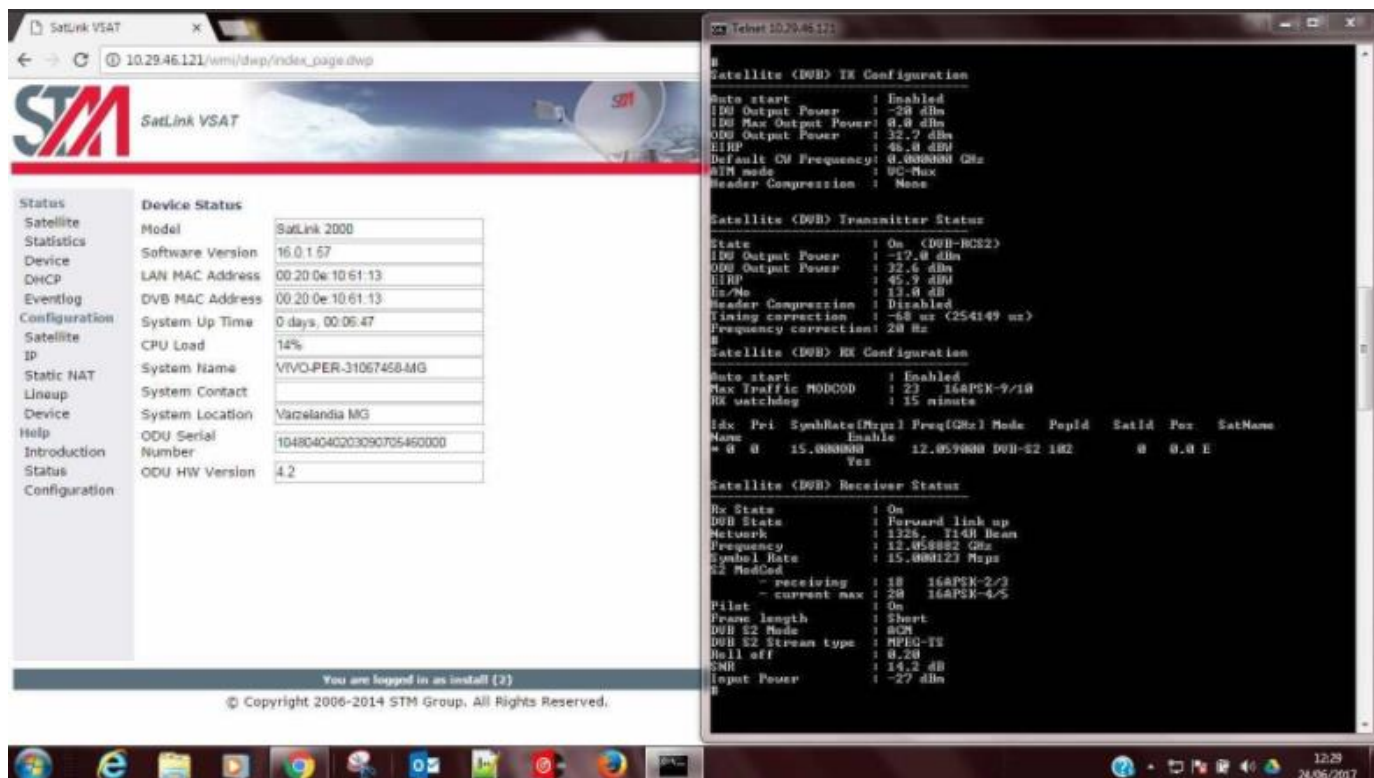 SatLink VSAT
10.29.46.121/wmi/dwp/index_page.dwp
STM
SatLink VSAT
STM
Status
Satellite
Statistics
Device
DHCP
Eventlog
Configuration
Satellite
IP
Static NAT
Lineup
Device
Help
Introduction
Status
Configuration
Device Status
Model SatLink 2000
Software Version 16.0.1.57
LAN MAC Address 00:20:0e:10:61:13
DVB MAC Address 00:20:0e:10:61:13
System Up Time 0 days, 00:06:47
CPU Load 14%
System Name VIVO-PER-31067458-MG
System Contact
System Location Varzelandia MG
ODU Serial Number 104804040203090705460000
ODU HW Version 4.2
You are logged in as install (2)
© Copyright 2006-2014 STM Group. All Rights Reserved.
Telnet 10.29.46.121
#
Satellite (DVB) TX Configuration
Auto start : Enabled
IDU Output Power : -20 dBm
IDU Max Output Power: 0.0 dBm
ODU Output Power : 32.7 dBm
EIRP : 46.0 dBW
Default CW Frequency: 0.000000 GHz
ATM mode : VC-Mux
Header Compression : None
Satellite (DVB) Transmitter Status
State : On (DVB-RCS2)
IDU Output Power : -17.0 dBm
ODU Output Power : 32.6 dBm
EIRP : 45.9 dBW
Es/No : 13.0 dB
Header Compression : Disabled
Timing correction : -68 us (254149 us)
Frequency correction: 20 Hz
#
Satellite (DVB) RX Configuration
Auto start : Enabled
Max Traffic MODCOD : 23 16APSK-9/10
RX watchdog : 15 minute
Idx Pri SymbRate[Msps] Freq[GHz] Mode PopId SatId Pos SatName
Name Enable
* 0 0 15.000000 12.059000 DVB-S2 102 0 0.0 E
Yes
Satellite (DVB) Receiver Status
Rx State : On
DVB State : Forward link up
Network : 1326, T14R Beam
Frequency : 12.058882 GHz
Symbol Rate : 15.000123 Msps
S2 ModCod
- receiving : 18 16APSK-2/3
- current max : 20 16APSK-4/5
Pilot : On
Frame length : Short
DVB S2 Mode : ACM
DVB S2 Stream type : MPEG-TS
Roll off : 0.20
SNR : 14.2 dB
Input Power : -27 dBm
#
12:29
24/06/2017